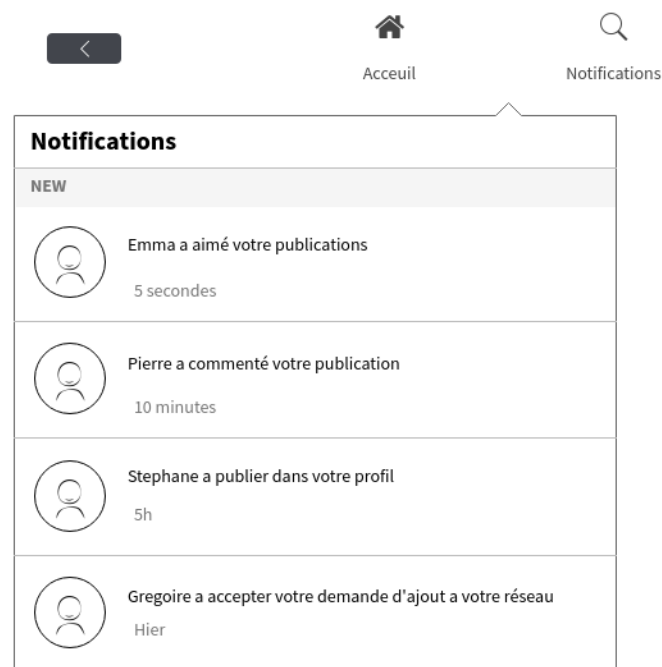 Acceuil
Notifications
Notifications
NEW
Emma a aimé votre publications
5 secondes
Pierre a commenté votre publication
10 minutes
Stephane a publier dans votre profil
5h
Gregoire a accepter votre demande d'ajout a votre réseau
Hier